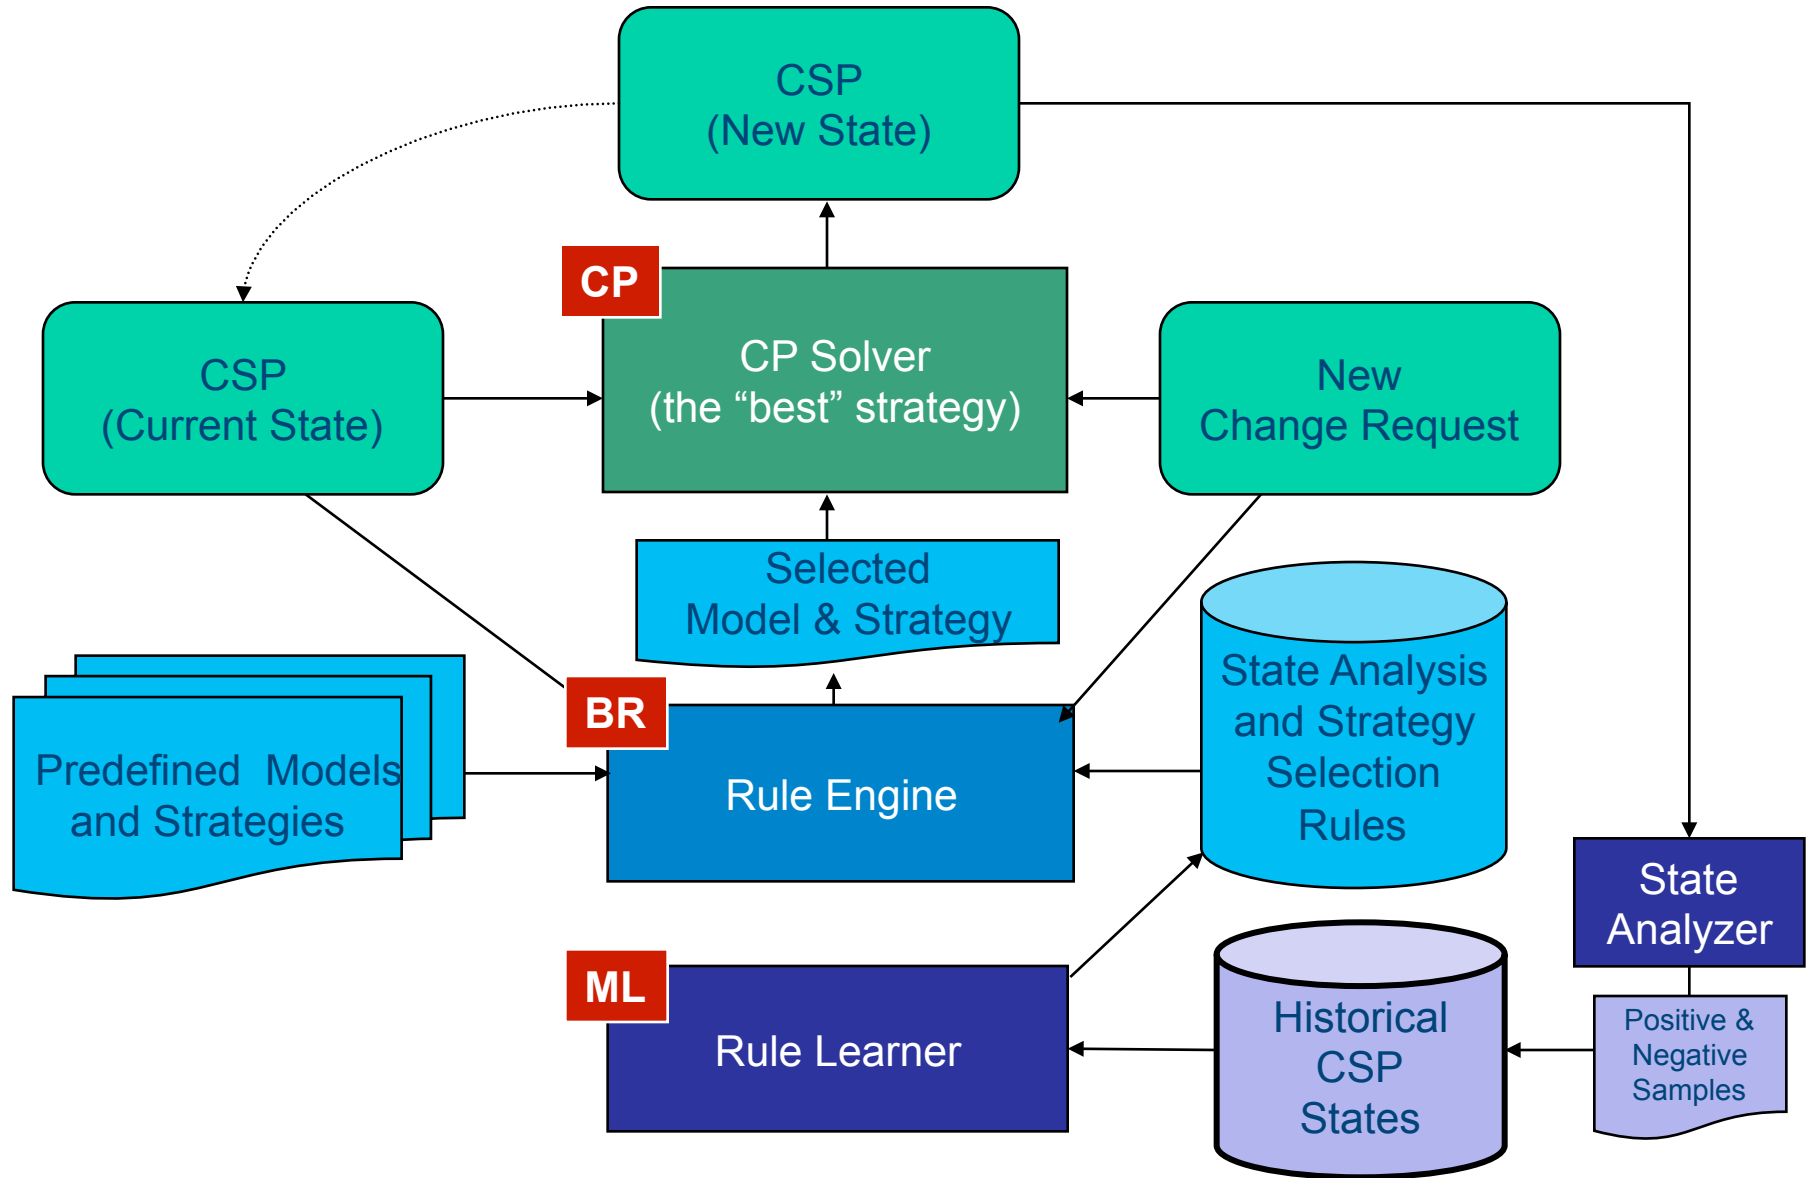 CSP
(New State)
CP
CP Solver
(the “best” strategy)
CSP
(Current State)
New
Change Request
Selected
Model & Strategy
BR
Rule Engine
Predefined  Models
and Strategies
State Analysis
and Strategy
Selection
Rules
State
Analyzer
ML
Rule Learner
Historical
CSP
States
Positive &
Negative
Samples